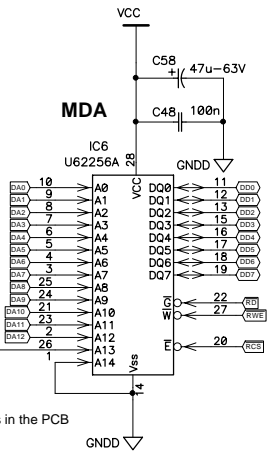 VCC
C58
47u-63V
MDA
C48 100n
IC6
U62256A
28
GNDD
VCC
DA0 10 A0 DQ0 11 DD0
DA1 9 A1 DQ1 12 DD1
DA2 8 A2 DQ2 13 DD2
DA3 7 A3 DQ3 15 DD3
DA4 6 A4 DQ4 16 DD4
DA5 5 A5 DQ5 17 DD5
DA6 4 A6 DQ6 18 DD6
DA7 3 A7 DQ7 19 DD7
DA8 25 A8
DA9 24 A9 G 22 RD
DA10 21 A10 W 27 RWE
DA11 23 A11
DA12 2 A12
26 A13 E 20 RCS
1 A14
Vss
14
s in the PCB
GNDD